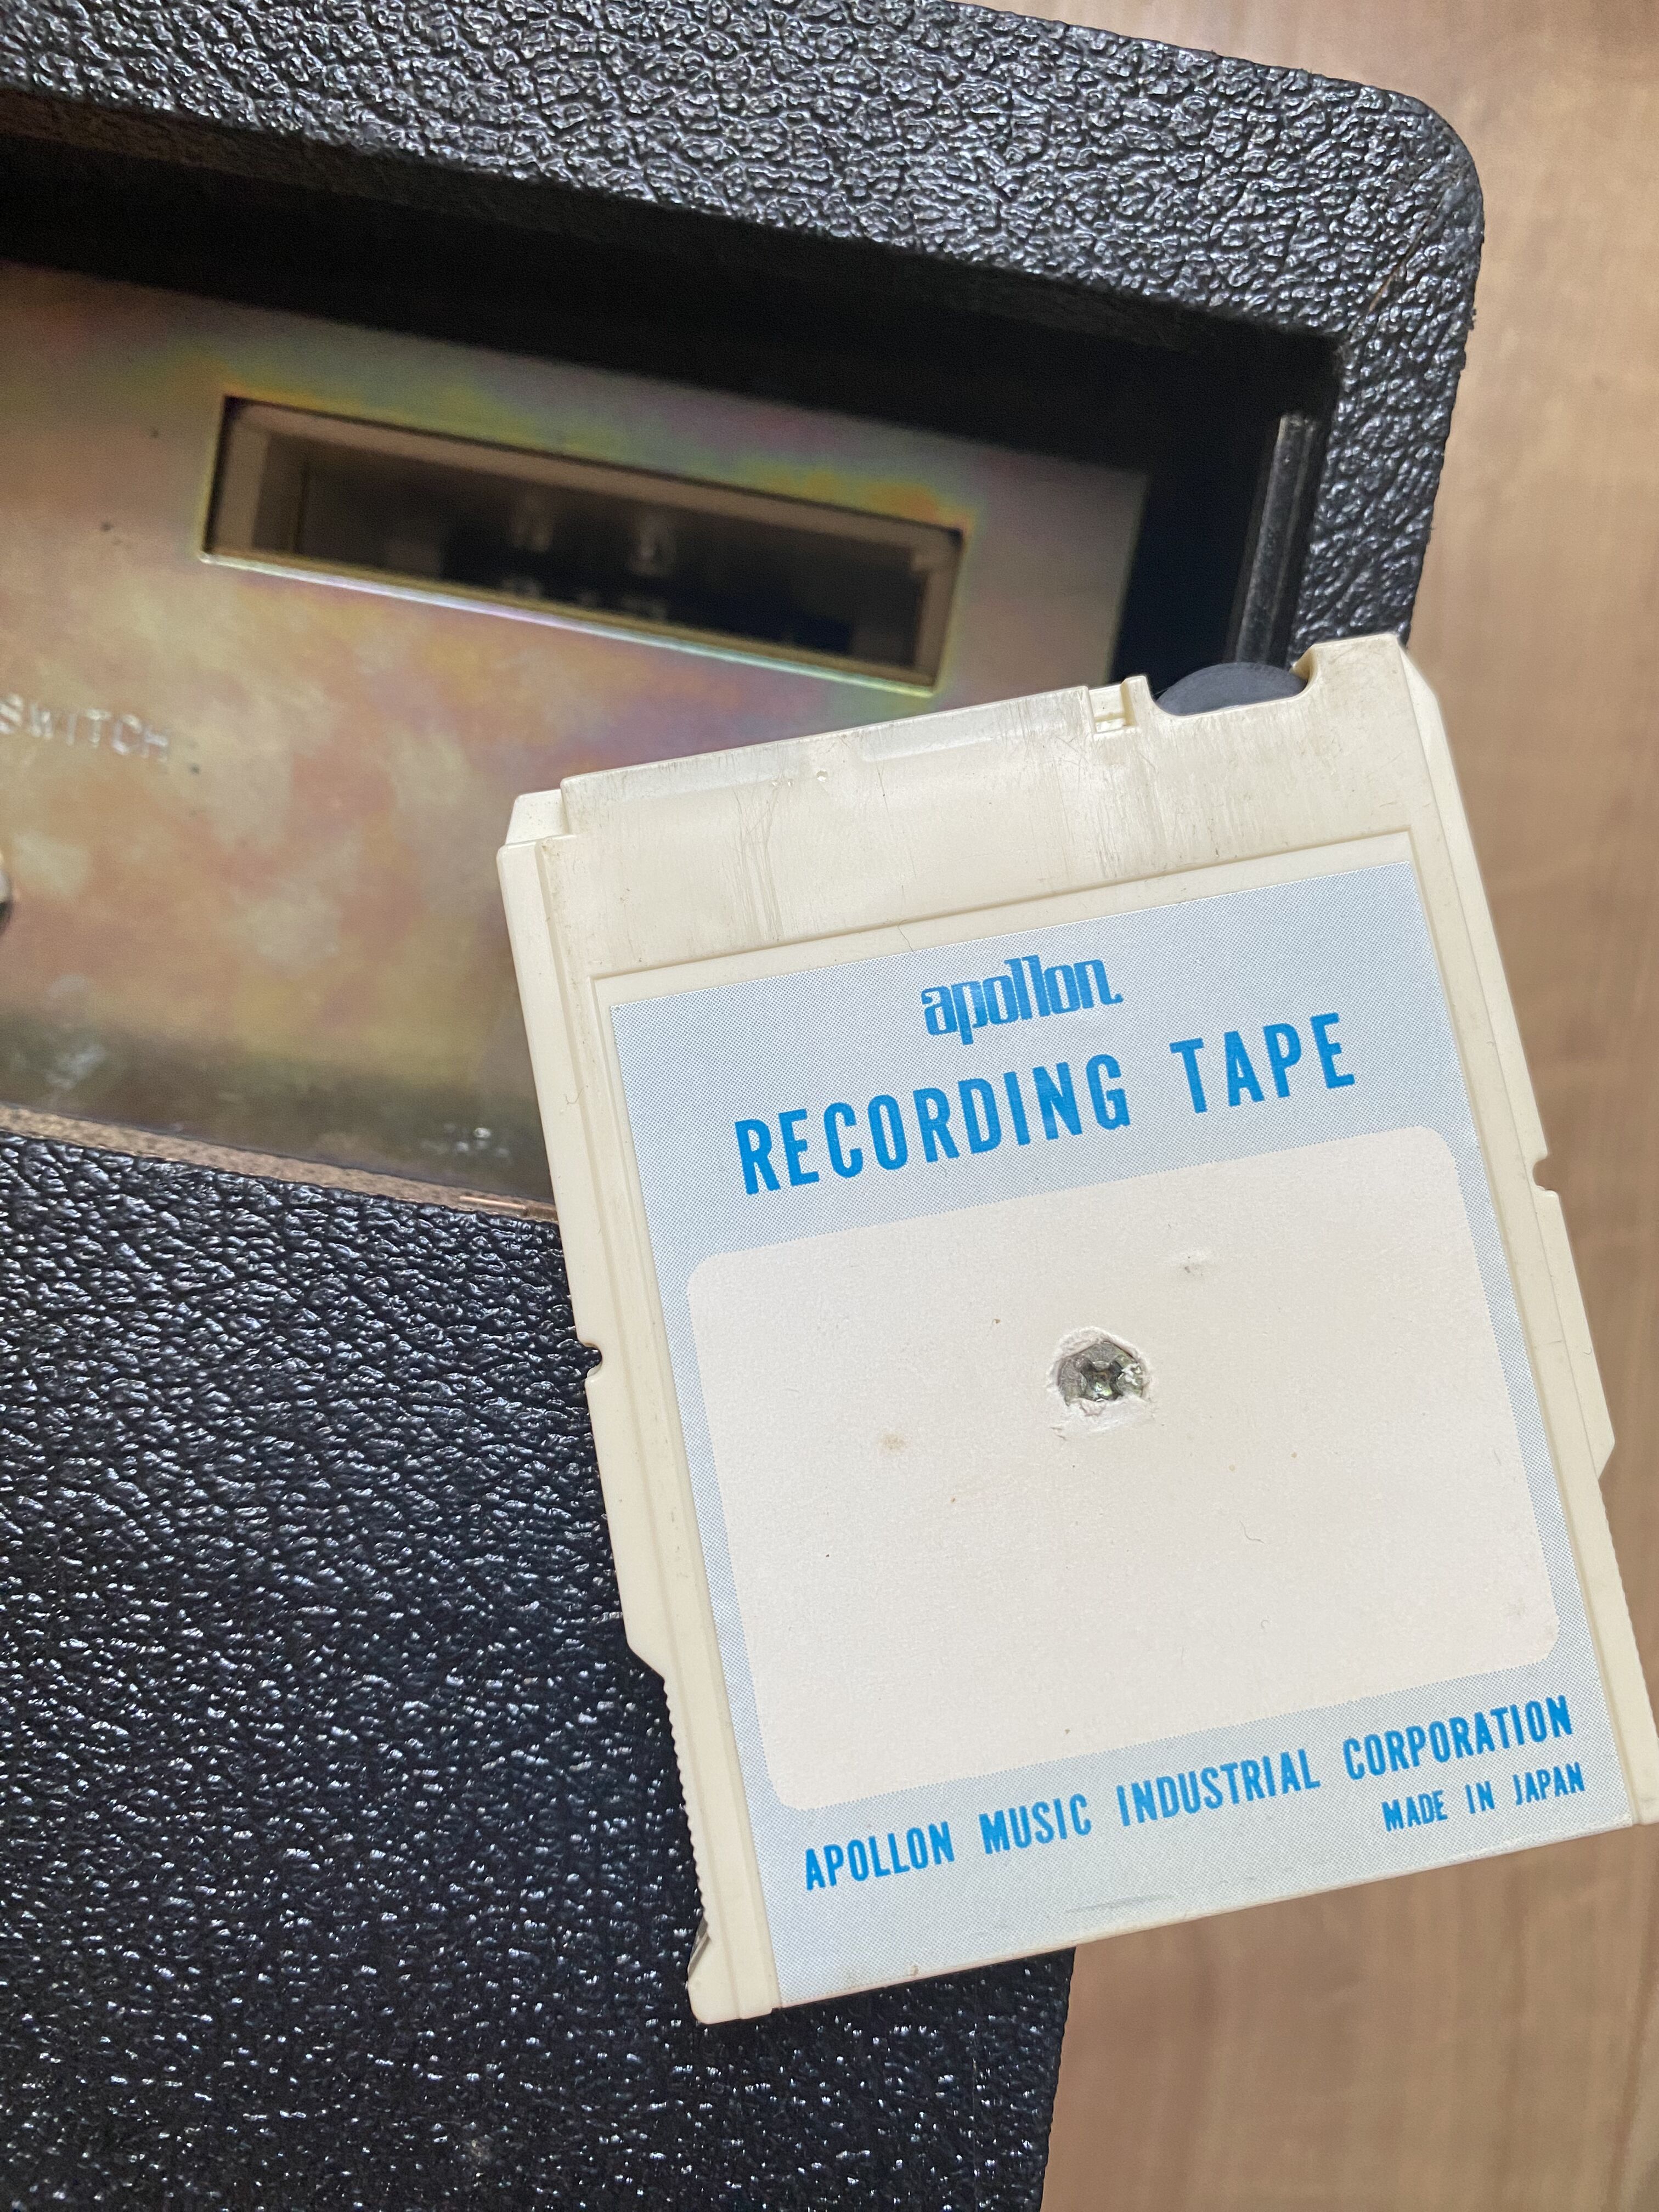 SWITCH
apollon.
RECORDING TAPE
APOLLON MUSIC INDUSTRIAL CORPORATION
MADE IN JAPAN